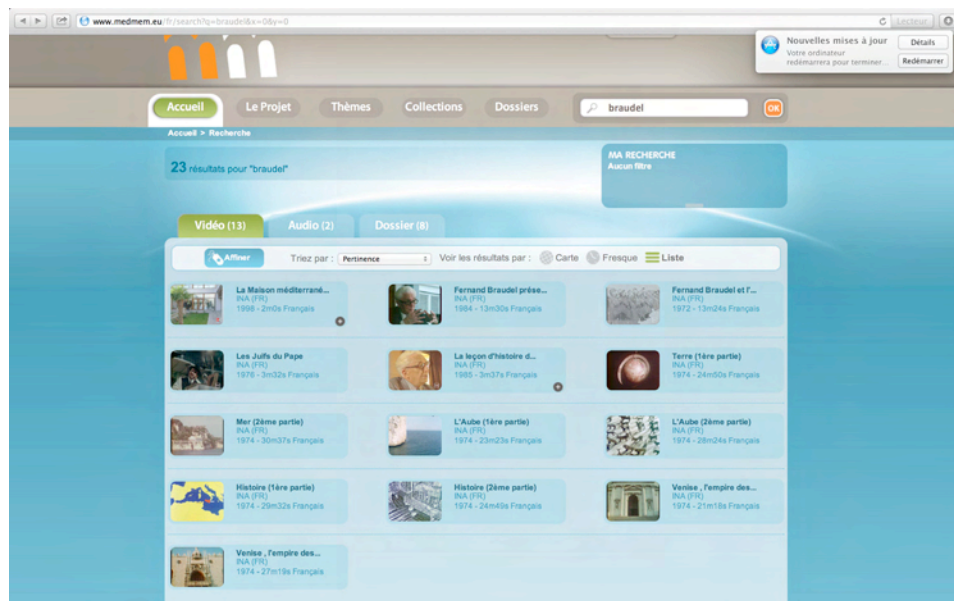 www.medmem.eu/fr/search?q=braudel&x=0&y=0
Lecteur
Nouvelles mises à jour
Votre ordinateur
redémarrera pour terminer...
Détails
Redémarrer
Accueil
Le Projet
Thèmes
Collections
Dossiers
braudel
OK
Accueil > Recherche
23 résultats pour "braudel"
MA RECHERCHE
Aucun filtre
Vidéo (13)
Audio (2)
Dossier (8)
Affiner
Triez par :
Pertinence
Voir les résultats par :
Carte
Fresque
Liste
La Maison méditerrané...
INA (FR)
1998 - 2m0s Français
Fernand Braudel prése...
INA (FR)
1984 - 13m30s Français
Fernand Braudel et l'...
INA (FR)
1972 - 13m24s Français
Les Juifs du Pape
INA (FR)
1976 - 3m32s Français
La leçon d'histoire d...
INA (FR)
1985 - 3m37s Français
Terre (1ère partie)
INA (FR)
1974 - 24m50s Français
Mer (2ème partie)
INA (FR)
1974 - 30m37s Français
L'Aube (1ère partie)
INA (FR)
1974 - 23m23s Français
L'Aube (2ème partie)
INA (FR)
1974 - 28m24s Français
Histoire (1ère partie)
INA (FR)
1974 - 29m32s Français
Histoire (2ème partie)
INA (FR)
1974 - 24m49s Français
Venise , l'empire des...
INA (FR)
1974 - 21m18s Français
Venise , l'empire des...
INA (FR)
1974 - 27m19s Français